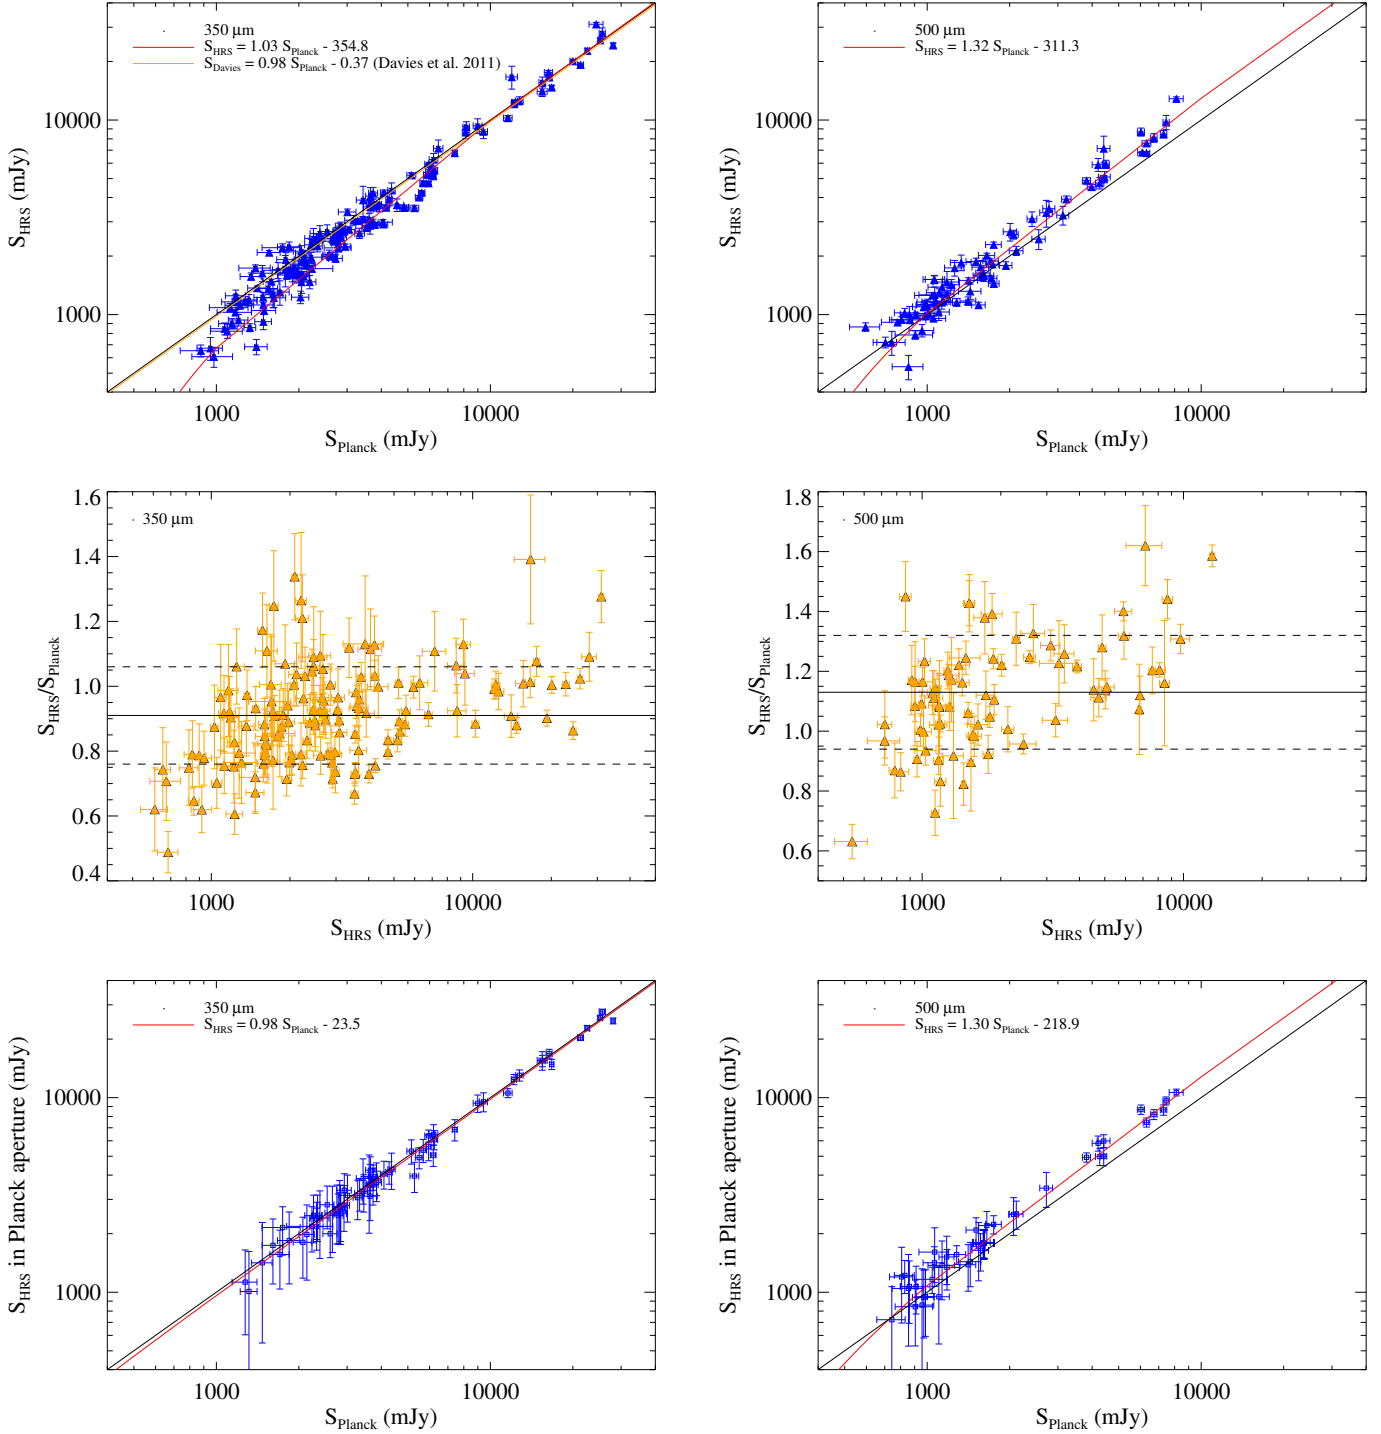 350 μm
S_HRS = 1.03 S_Planck - 354.8
S_Davies = 0.98 S_Planck - 0.37 (Davies et al. 2011)
10000
1000
S_HRS (mJy)
1000 10000
S_Planck (mJy)
500 μm
S_HRS = 1.32 S_Planck - 311.3
10000
1000
S_HRS (mJy)
1000 10000
S_Planck (mJy)
350 μm
1.6
1.4
1.2
1.0
0.8
0.6
0.4
S_HRS/S_Planck
1000 10000
S_HRS (mJy)
500 μm
1.8
1.6
1.4
1.2
1.0
0.8
0.6
S_HRS/S_Planck
1000 10000
S_HRS (mJy)
350 μm
S_HRS = 0.98 S_Planck - 23.5
10000
1000
S_HRS in Planck aperture (mJy)
1000 10000
S_Planck (mJy)
500 μm
S_HRS = 1.30 S_Planck - 218.9
10000
1000
S_HRS in Planck aperture (mJy)
1000 10000
S_Planck (mJy)